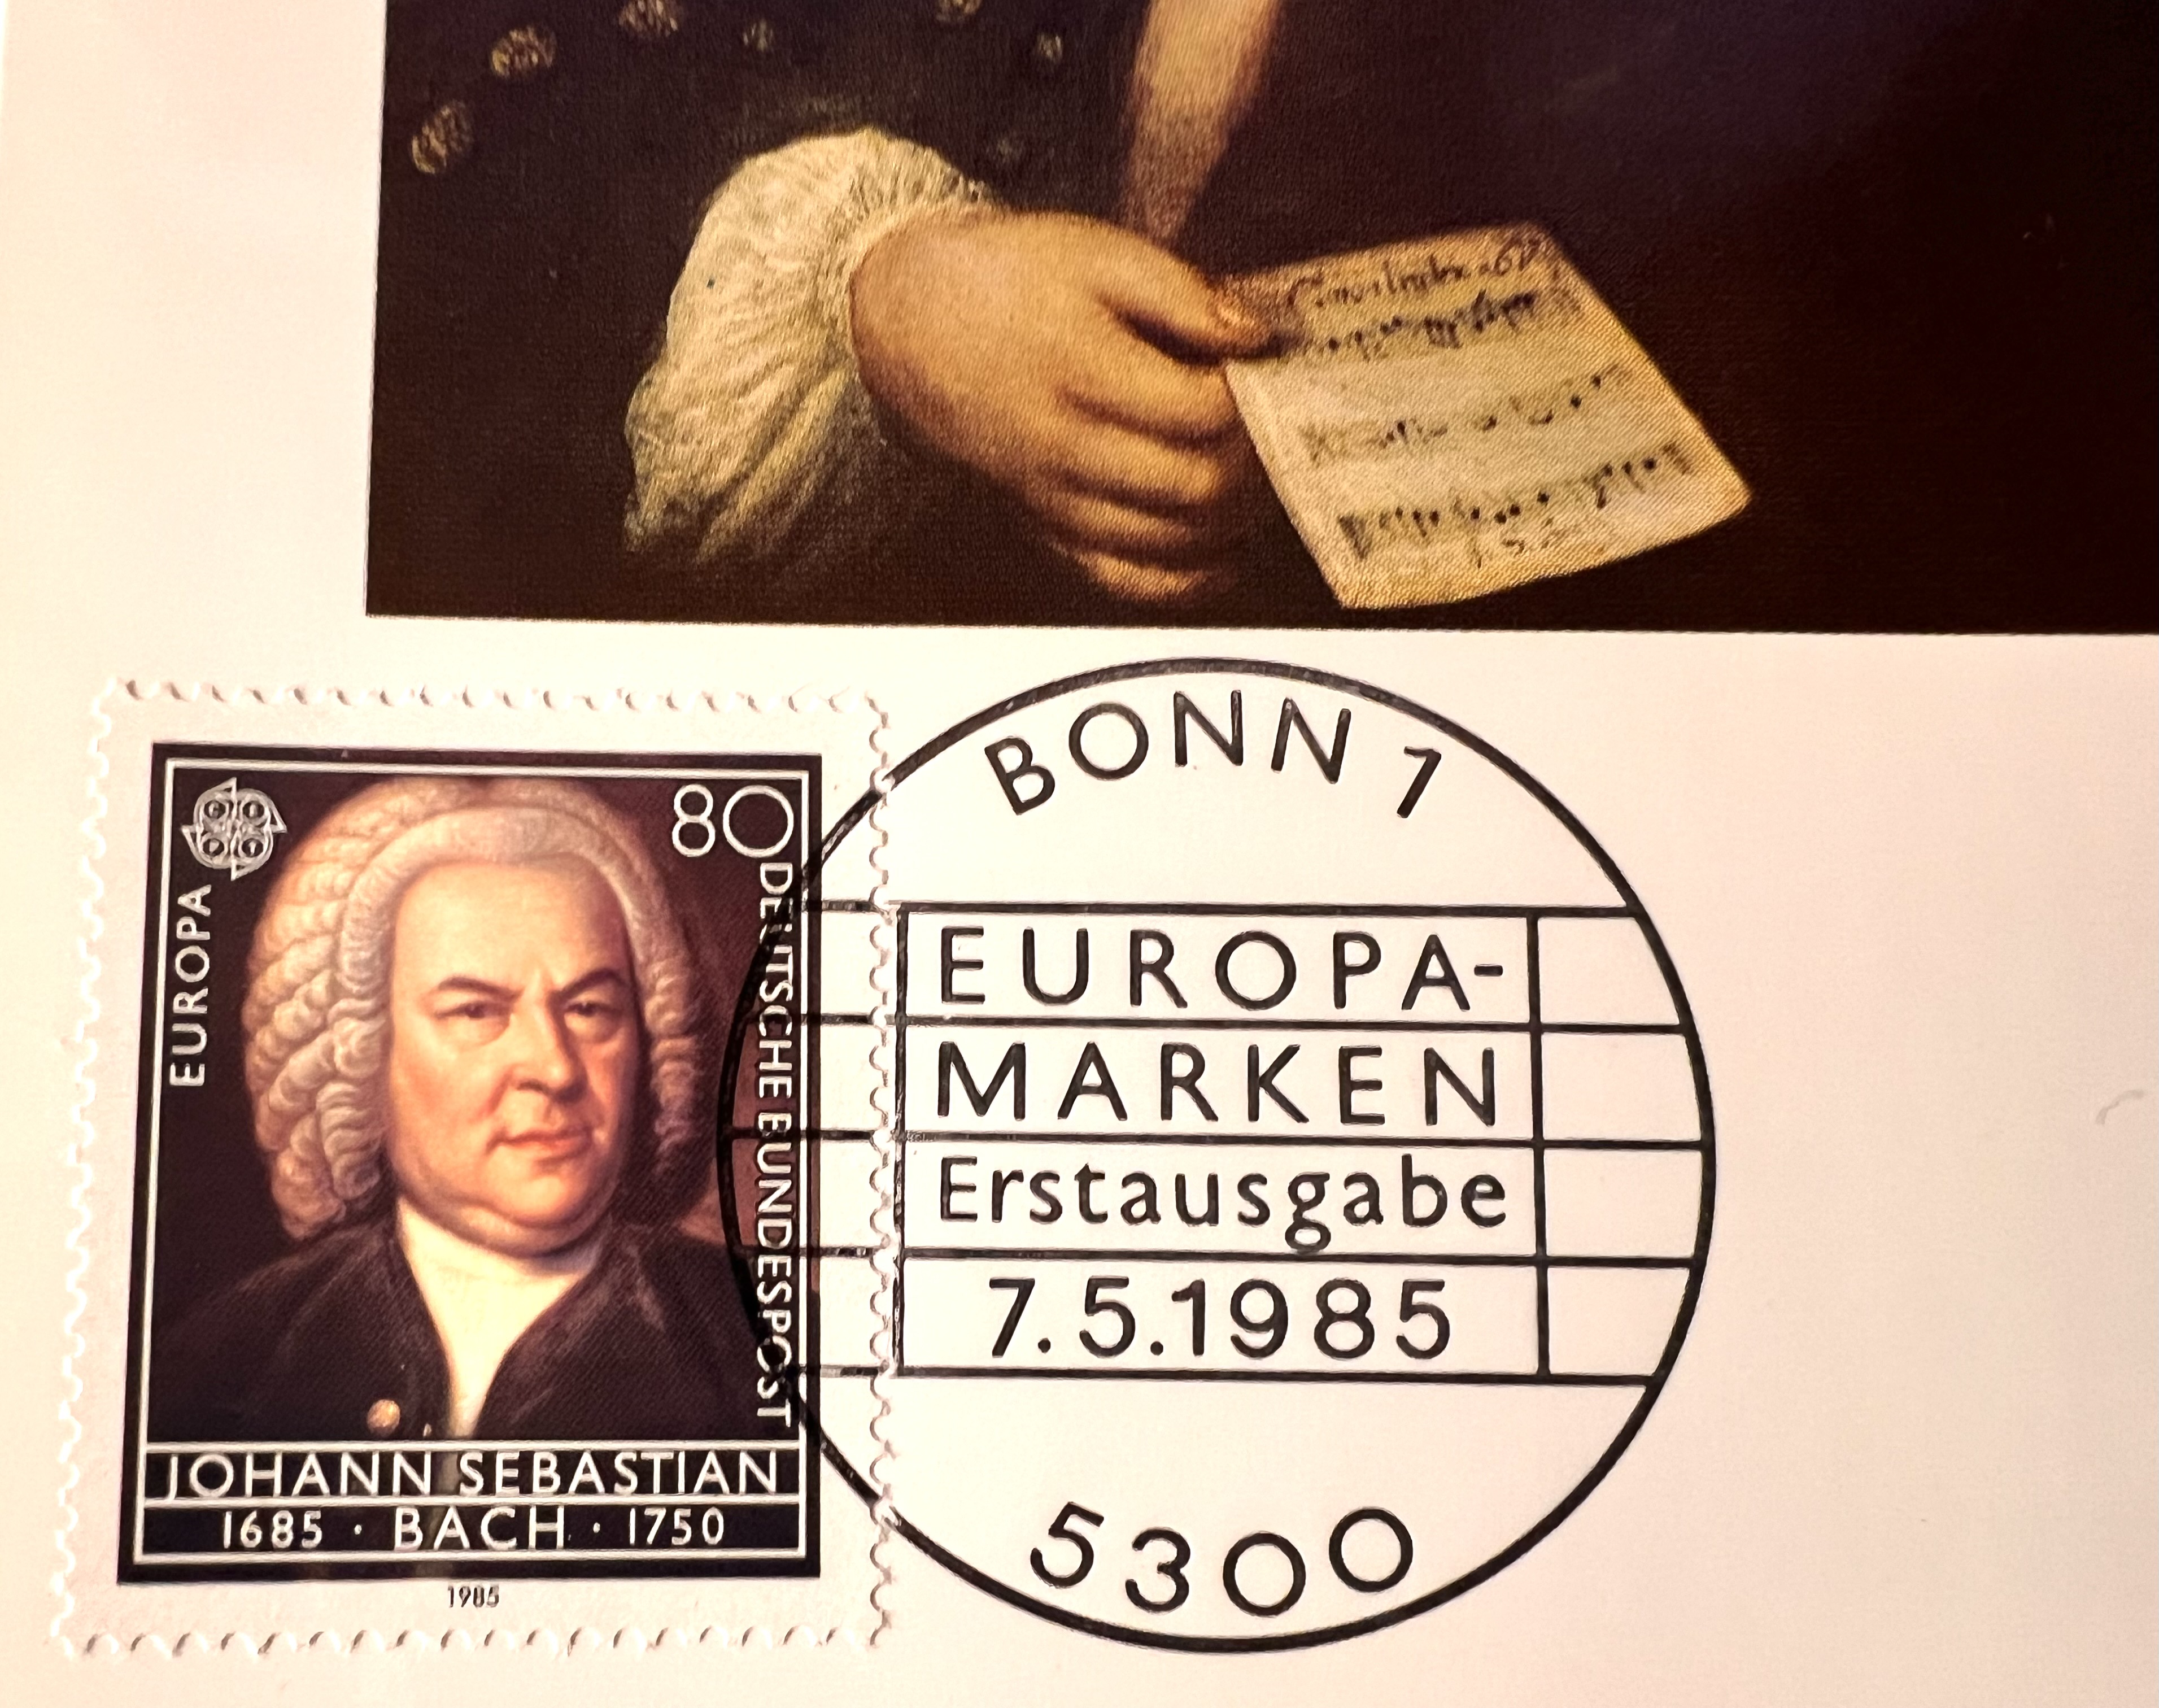 BONN 1
EUROPA-
MARKEN
Erstausgabe
7.5.1985
5300
80
EUROPA
DEUTSCHE BUNDESPOST
JOHANN SEBASTIAN
1685 · BACH · 1750
1985